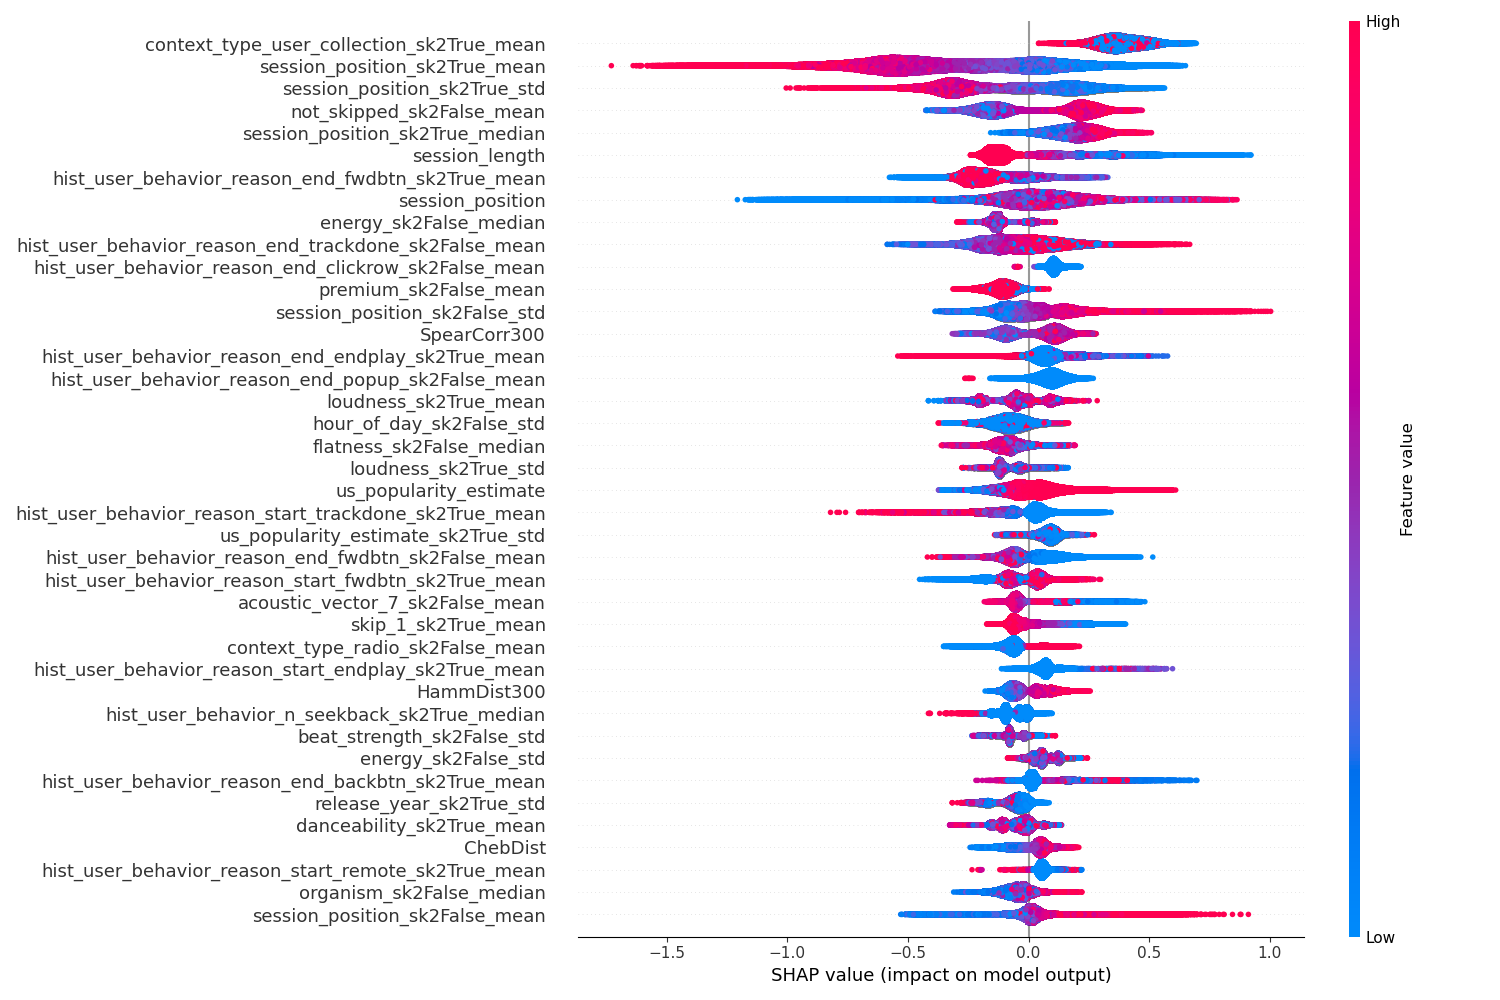 context_type_user_collection_sk2True_mean
session_position_sk2True_mean
session_position_sk2True_std
not_skipped_sk2False_mean
session_position_sk2True_median
session_length
hist_user_behavior_reason_end_fwdbtn_sk2True_mean
session_position
energy_sk2False_median
hist_user_behavior_reason_end_trackdone_sk2False_mean
hist_user_behavior_reason_end_clickrow_sk2False_mean
premium_sk2False_mean
session_position_sk2False_std
SpearCorr300
hist_user_behavior_reason_end_endplay_sk2True_mean
hist_user_behavior_reason_end_popup_sk2False_mean
loudness_sk2True_mean
hour_of_day_sk2False_std
flatness_sk2False_median
loudness_sk2True_std
us_popularity_estimate
hist_user_behavior_reason_start_trackdone_sk2True_mean
us_popularity_estimate_sk2True_std
hist_user_behavior_reason_end_fwdbtn_sk2False_mean
hist_user_behavior_reason_start_fwdbtn_sk2True_mean
acoustic_vector_7_sk2False_mean
skip_1_sk2True_mean
context_type_radio_sk2False_mean
hist_user_behavior_reason_start_endplay_sk2True_mean
HammDist300
hist_user_behavior_n_seekback_sk2True_median
beat_strength_sk2False_std
energy_sk2False_std
hist_user_behavior_reason_end_backbtn_sk2True_mean
release_year_sk2True_std
danceability_sk2True_mean
ChebDist
hist_user_behavior_reason_start_remote_sk2True_mean
organism_sk2False_median
session_position_sk2False_mean
−1.5 −1.0 −0.5 0.0 0.5 1.0
SHAP value (impact on model output)
High
Feature value
Low